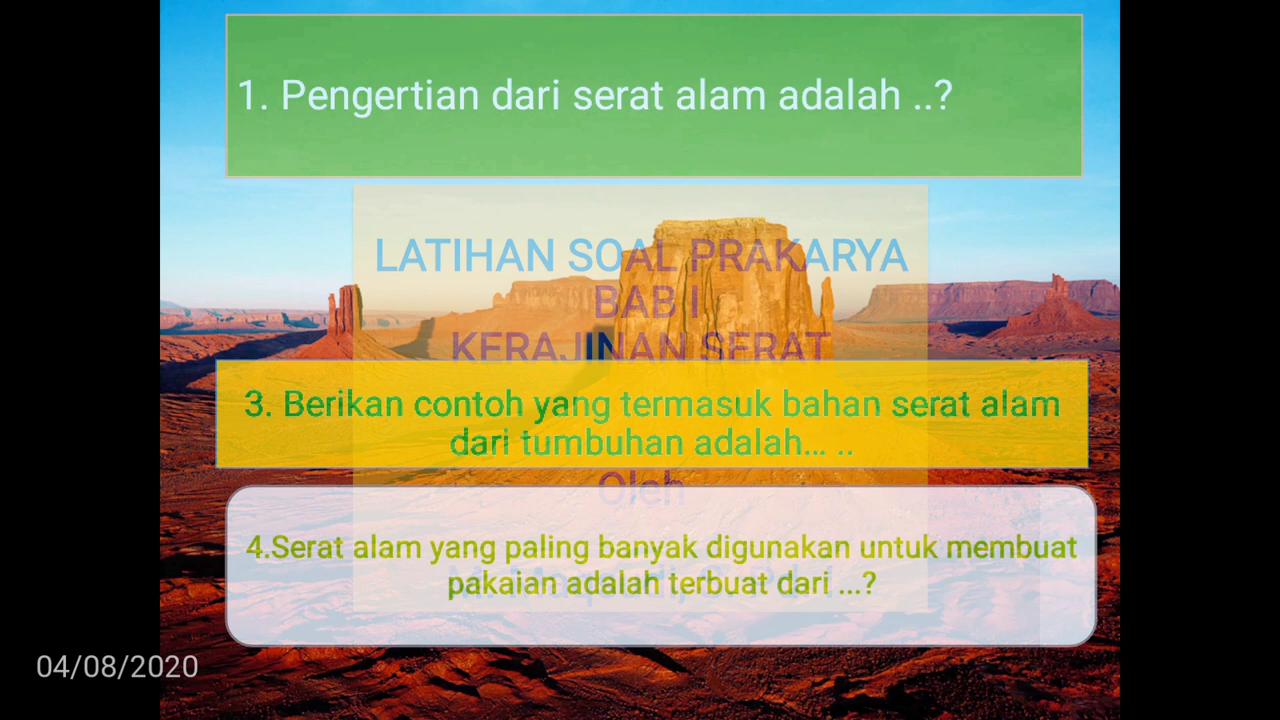 1. Pengertian dari serat alam adalah ..?
LATIHAN SOAL PRAKARYA
BAB I
KERAJINAN SERAT
3. Berikan contoh yang termasuk bahan serat alam
dari tumbuhan adalah... ..
Oleh
4.Serat alam yang paling banyak digunakan untuk membuat
pakaian adalah terbuat dari ...?
04/08/2020